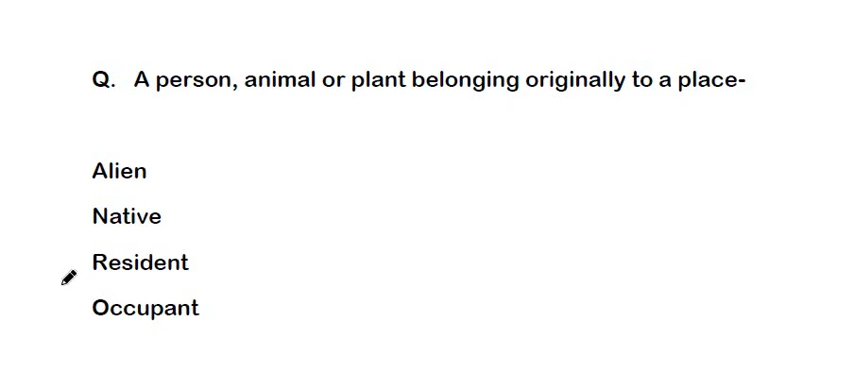 Q. A person, animal or plant belonging originally to a place-
Alien
Native
Resident
Occupant